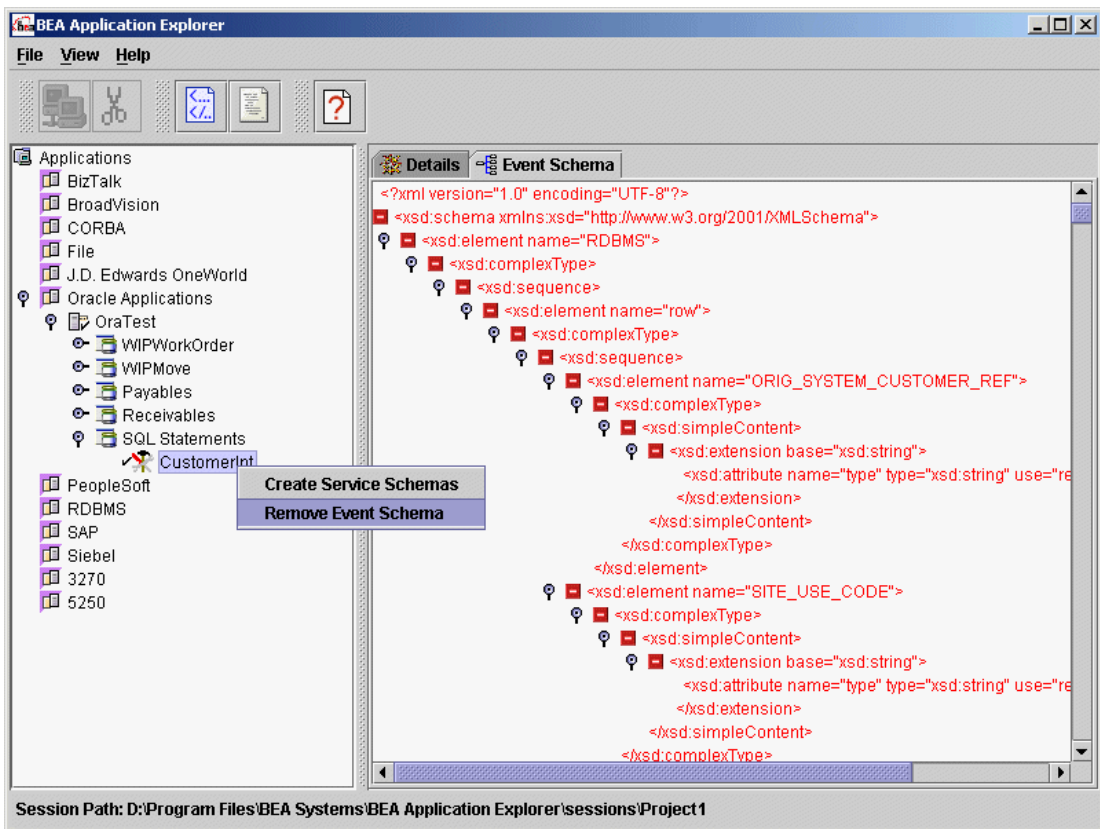 BEA Application Explorer
File View Help
Applications
BizTalk
BroadVision
CORBA
File
J.D. Edwards OneWorld
Oracle Applications
OraTest
WIPWorkOrder
WIPMove
Payables
Receivables
SQL Statements
CustomerInt
PeopleSoft
RDBMS
SAP
Siebel
3270
5250
Create Service Schemas
Remove Event Schema
Details Event Schema
<?xml version="1.0" encoding="UTF-8"?>
<xsd:schema xmlns:xsd="http://www.w3.org/2001/XMLSchema">
<xsd:element name="RDBMS">
<xsd:complexType>
<xsd:sequence>
<xsd:element name="row">
<xsd:complexType>
<xsd:sequence>
<xsd:element name="ORIG_SYSTEM_CUSTOMER_REF">
<xsd:complexType>
<xsd:simpleContent>
<xsd:extension base="xsd:string">
<xsd:attribute name="type" type="xsd:string" use="re
</xsd:extension>
</xsd:simpleContent>
</xsd:complexType>
</xsd:element>
<xsd:element name="SITE_USE_CODE">
<xsd:complexType>
<xsd:simpleContent>
<xsd:extension base="xsd:string">
<xsd:attribute name="type" type="xsd:string" use="re
</xsd:extension>
</xsd:simpleContent>
</xsd:complexType>
Session Path: D:\Program Files\BEA Systems\BEA Application Explorer\sessions\Project1